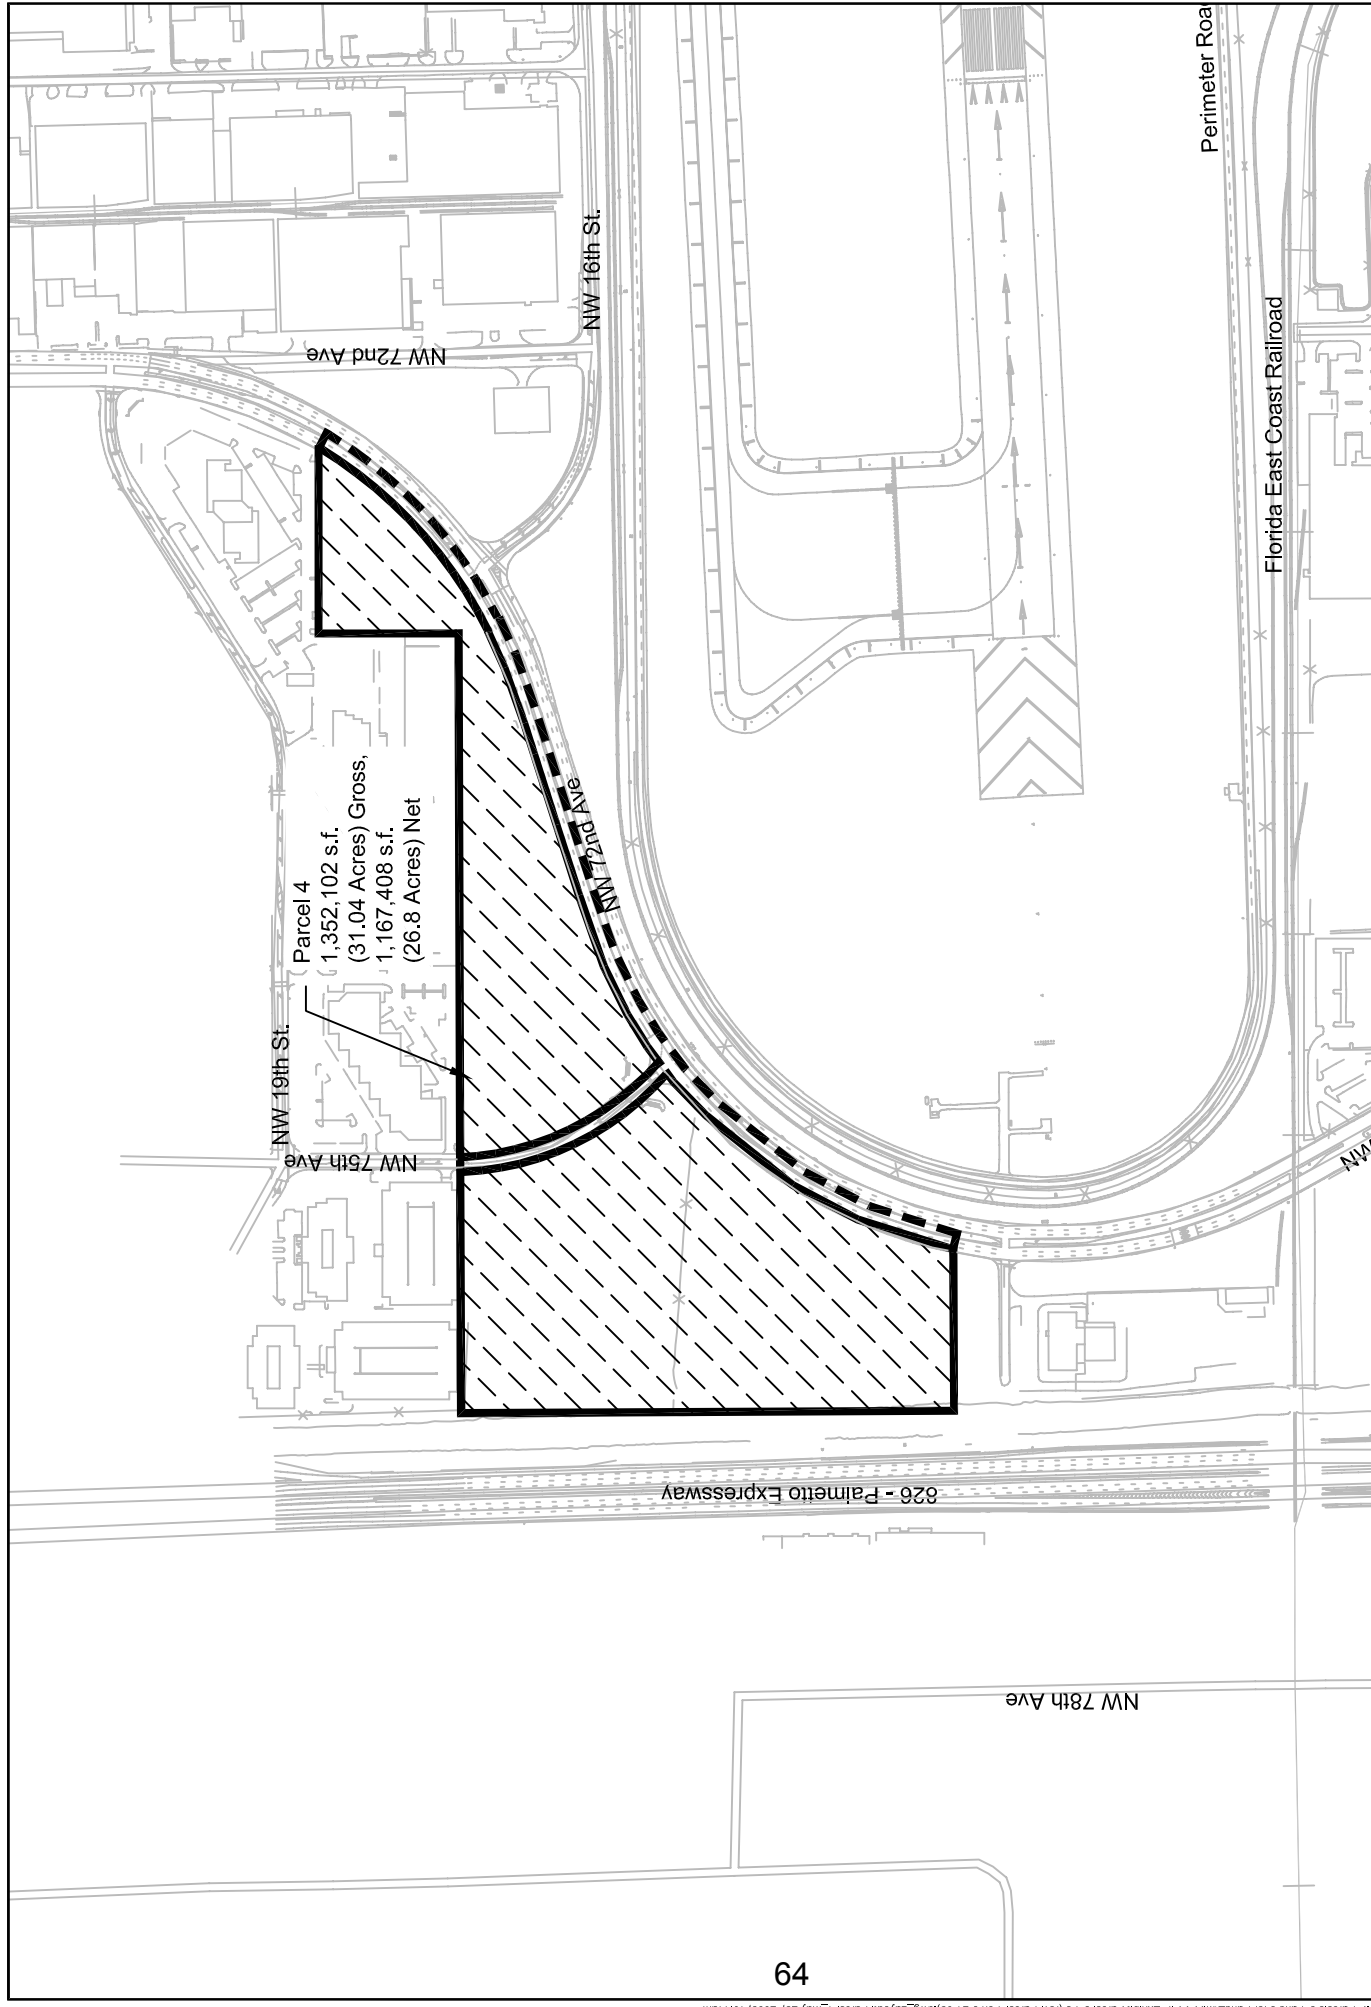 Parcel 4
1,352,102 s.f.
(31.04 Acres) Gross,
1,167,408 s.f.
(26.8 Acres) Net
NW 19th St.
NW 75th Ave
NW 72nd Ave
NW 16th St.
NW 72nd Ave
Perimeter Roa
Florida East Coast Railroad
NW
826 - Palmetto Expressway
NW 78th Ave
64